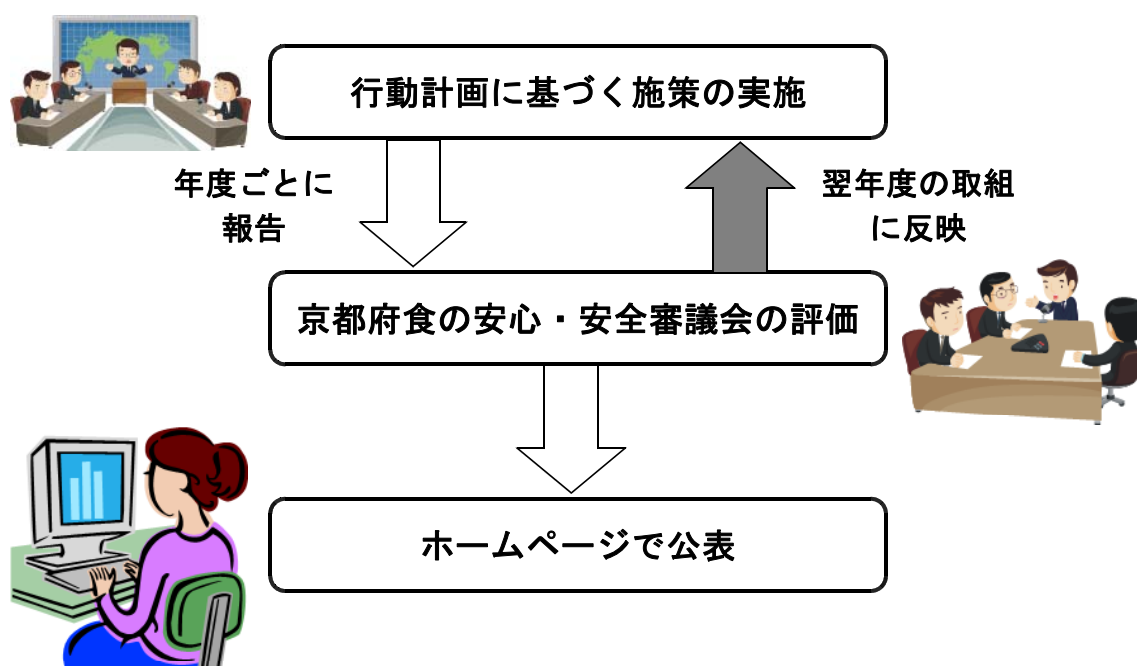 行動計画に基づく施策の実施
年度ごとに
報告
翌年度の取組
に反映
京都府食の安心・安全審議会の評価
ホームページで公表